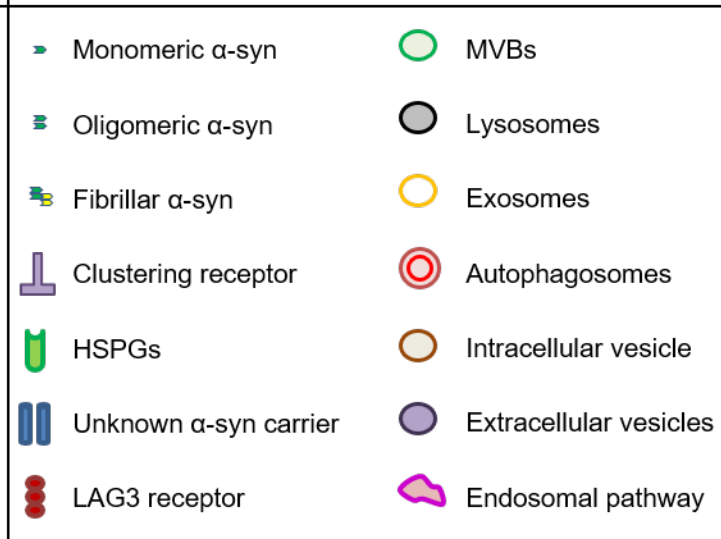 Monomeric α-syn
Oligomeric α-syn
Fibrillar α-syn
Clustering receptor
HSPGs
Unknown α-syn carrier
LAG3 receptor
MVBs
Lysosomes
Exosomes
Autophagosomes
Intracellular vesicle
Extracellular vesicles
Endosomal pathway